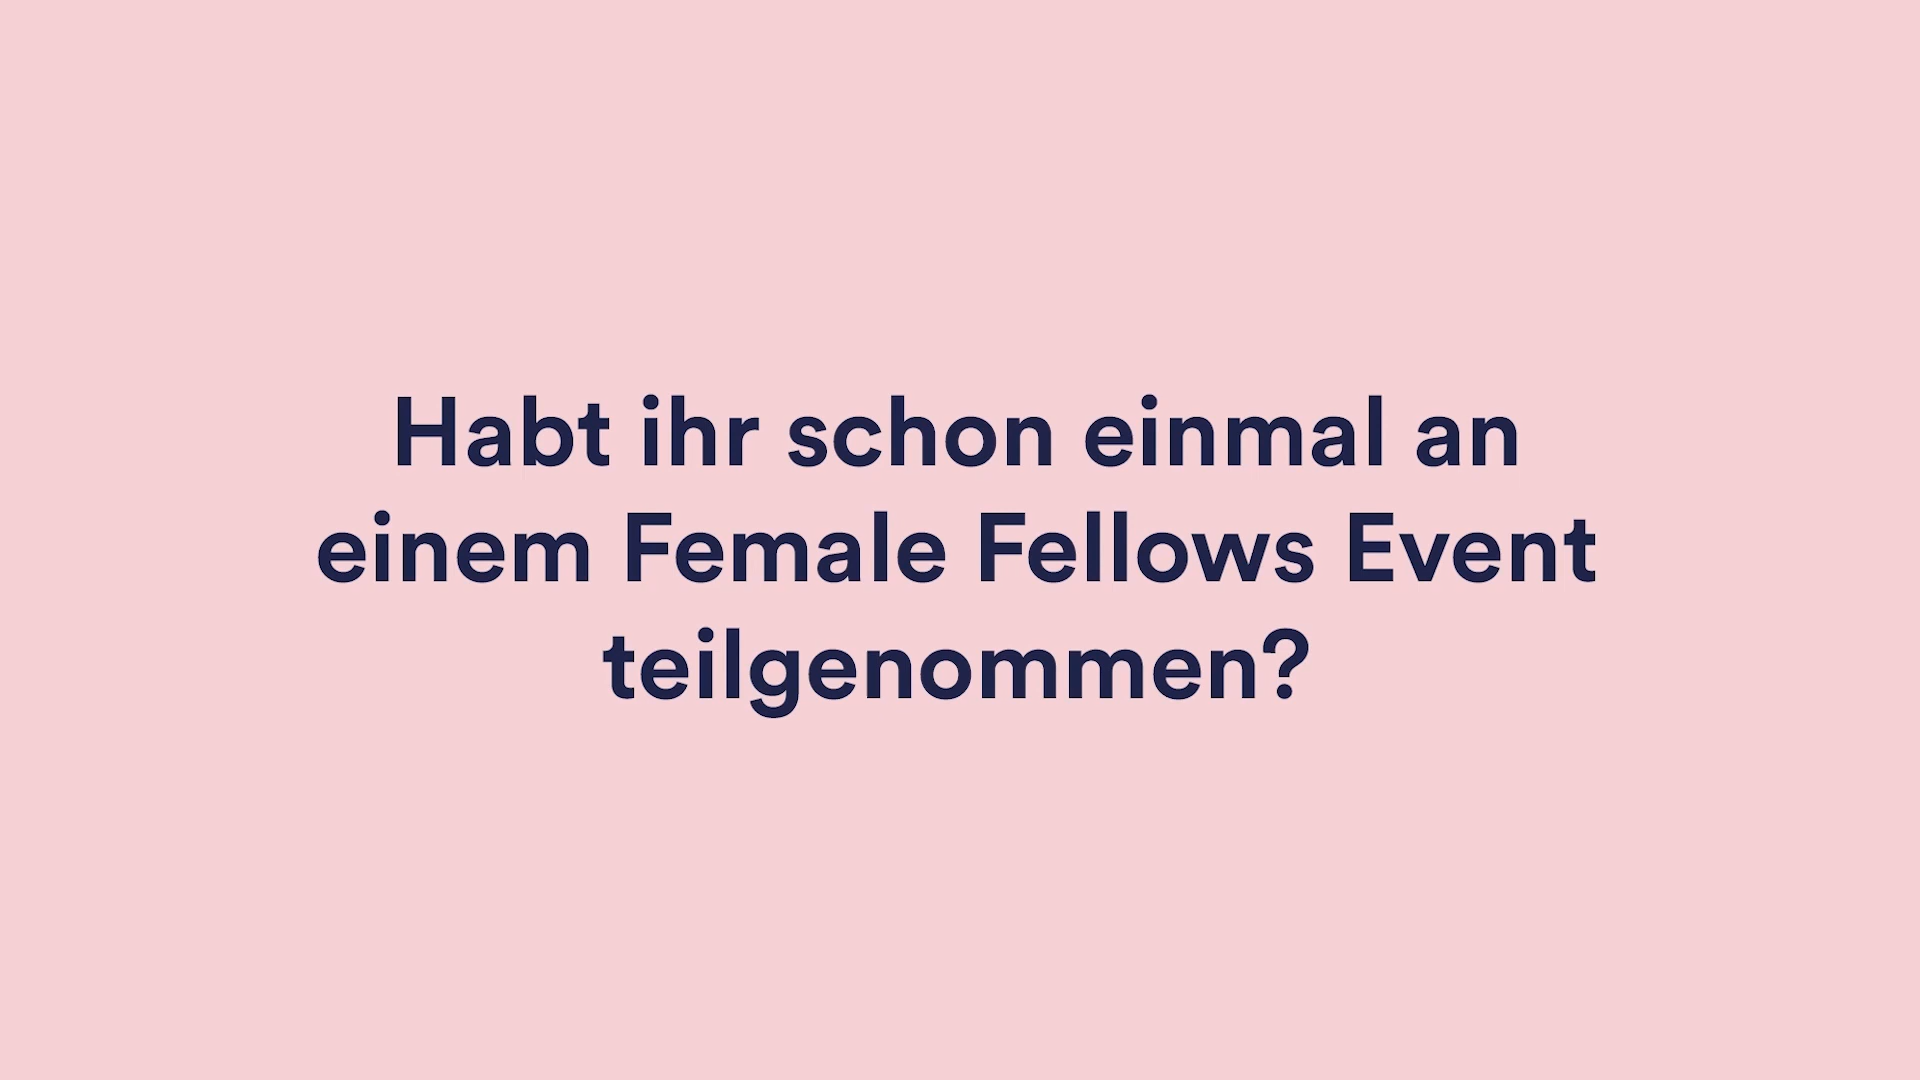 Habt ihr schon einmal an
einem Female Fellows Event
teilgenommen?